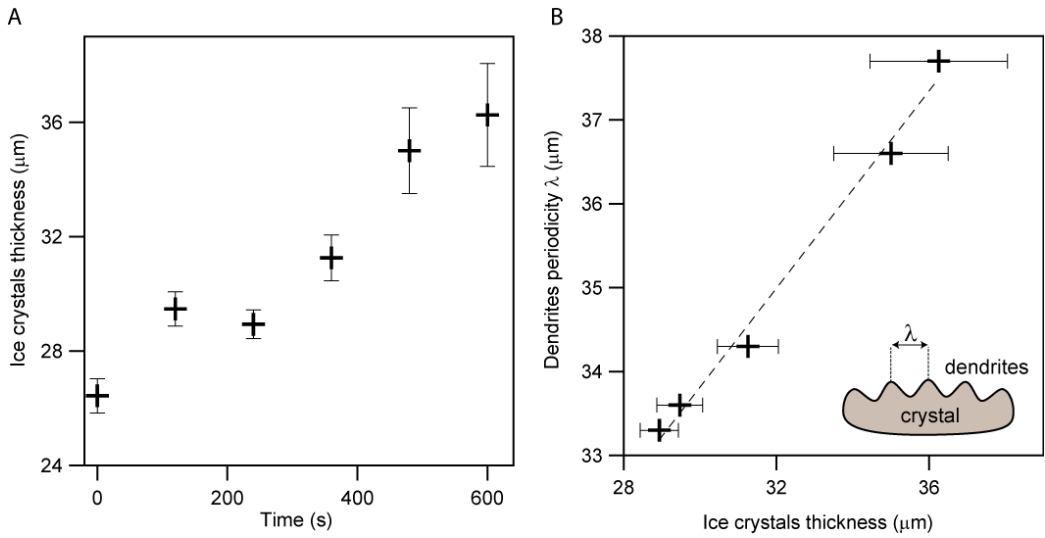 A
Ice crystals thickness (μm)
36
32
28
24
0
200
400
600
Time (s)
B
Dendrites periodicity λ (μm)
38
37
36
35
34
33
28
32
36
Ice crystals thickness (μm)
λ
dendrites
crystal